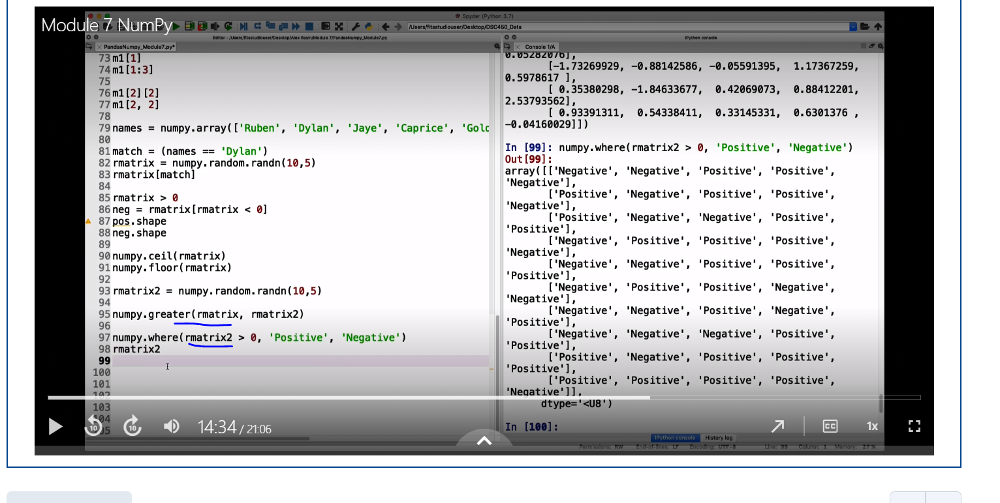 Module 7 NumPy
Spyder (Python 3.7)
/Users/fitsstudiouser/Desktop/DSC450_Data
Editor - /Users/fitsstudiouser/Desktop/Alex Rasin/Module 7/PandasNumpy_Module7.py
IPython console
PandasNumpy_Module7.py*
Console 1/A
73 m1[1]
74 m1[1:3]
75
76 m1[2][2]
77 m1[2, 2]
78
79 names = numpy.array(['Ruben', 'Dylan', 'Jaye', 'Caprice', 'Gold
80
81 match = (names == 'Dylan')
82 rmatrix = numpy.random.randn(10,5)
83 rmatrix[match]
84
85 rmatrix > 0
86 neg = rmatrix[rmatrix < 0]
87 pos.shape
88 neg.shape
89
90 numpy.ceil(rmatrix)
91 numpy.floor(rmatrix)
92
93 rmatrix2 = numpy.random.randn(10,5)
94
95 numpy.greater(rmatrix, rmatrix2)
96
97 numpy.where(rmatrix2 > 0, 'Positive', 'Negative')
98 rmatrix2
99
100
101
102
103
104
105
0.05282076],
[-1.73269929, -0.88142586, -0.05591395, 1.17367259,
0.5978617 ],
[ 0.35380298, -1.84633677, 0.42069073, 0.88412201,
2.53793562],
[ 0.93391311, 0.54338411, 0.33145331, 0.6301376 ,
-0.04160029]])
In [99]: numpy.where(rmatrix2 > 0, 'Positive', 'Negative')
Out[99]:
array([['Negative', 'Negative', 'Positive', 'Positive',
'Negative'],
['Positive', 'Negative', 'Positive', 'Positive',
'Negative'],
['Positive', 'Negative', 'Negative', 'Positive',
'Positive'],
['Negative', 'Positive', 'Positive', 'Positive',
'Negative'],
['Negative', 'Negative', 'Positive', 'Positive',
'Positive'],
['Negative', 'Positive', 'Positive', 'Negative',
'Negative'],
['Negative', 'Negative', 'Positive', 'Negative',
'Positive'],
['Negative', 'Negative', 'Negative', 'Positive',
'Positive'],
['Positive', 'Negative', 'Positive', 'Positive',
'Positive'],
['Positive', 'Positive', 'Positive', 'Positive',
'Negative']],
dtype='<U8')
In [100]:
IPython console
History log
Permissions: RW End-of-lines: LF Encoding: UTF-8 Line: 99 Column: 1 Memory: 27 %
10
10
14:34 / 21:06
CC
1x